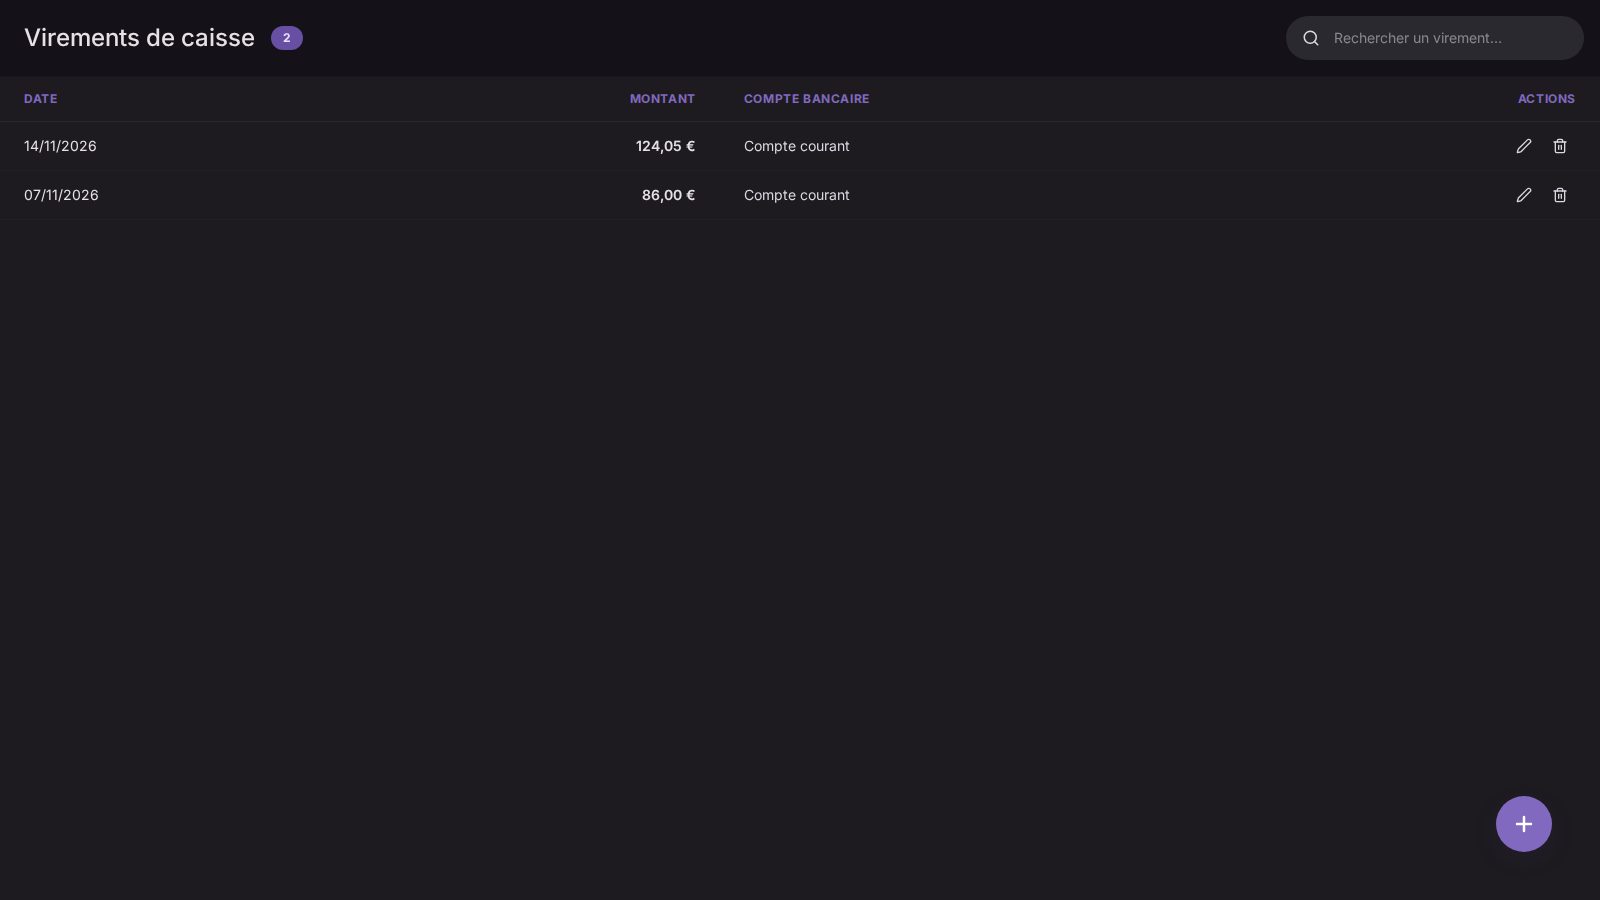 Virements de caisse 2
Rechercher un virement...
DATE MONTANT COMPTE BANCAIRE ACTIONS
14/11/2026 124,05 € Compte courant
07/11/2026 86,00 € Compte courant